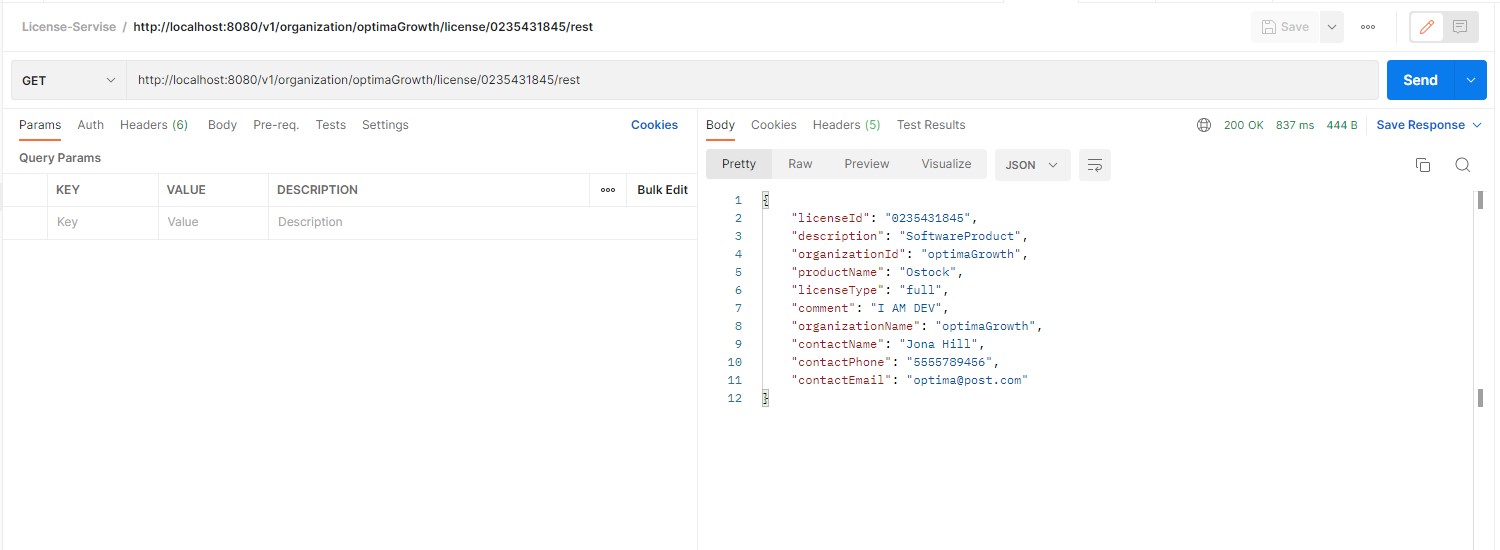 License-Servise / http://localhost:8080/v1/organization/optimaGrowth/license/0235431845/rest
Save
GET http://localhost:8080/v1/organization/optimaGrowth/license/0235431845/rest
Send
Params Auth Headers (6) Body Pre-req. Tests Settings Cookies
Query Params
KEY VALUE DESCRIPTION Bulk Edit
Key Value Description
Body Cookies Headers (5) Test Results 200 OK 837 ms 444 B Save Response
Pretty Raw Preview Visualize JSON
1 {
2 "licenseId": "0235431845",
3 "description": "SoftwareProduct",
4 "organizationId": "optimaGrowth",
5 "productName": "Ostock",
6 "licenseType": "full",
7 "comment": "I AM DEV",
8 "organizationName": "optimaGrowth",
9 "contactName": "Jona Hill",
10 "contactPhone": "5555789456",
11 "contactEmail": "optima@post.com"
12 }